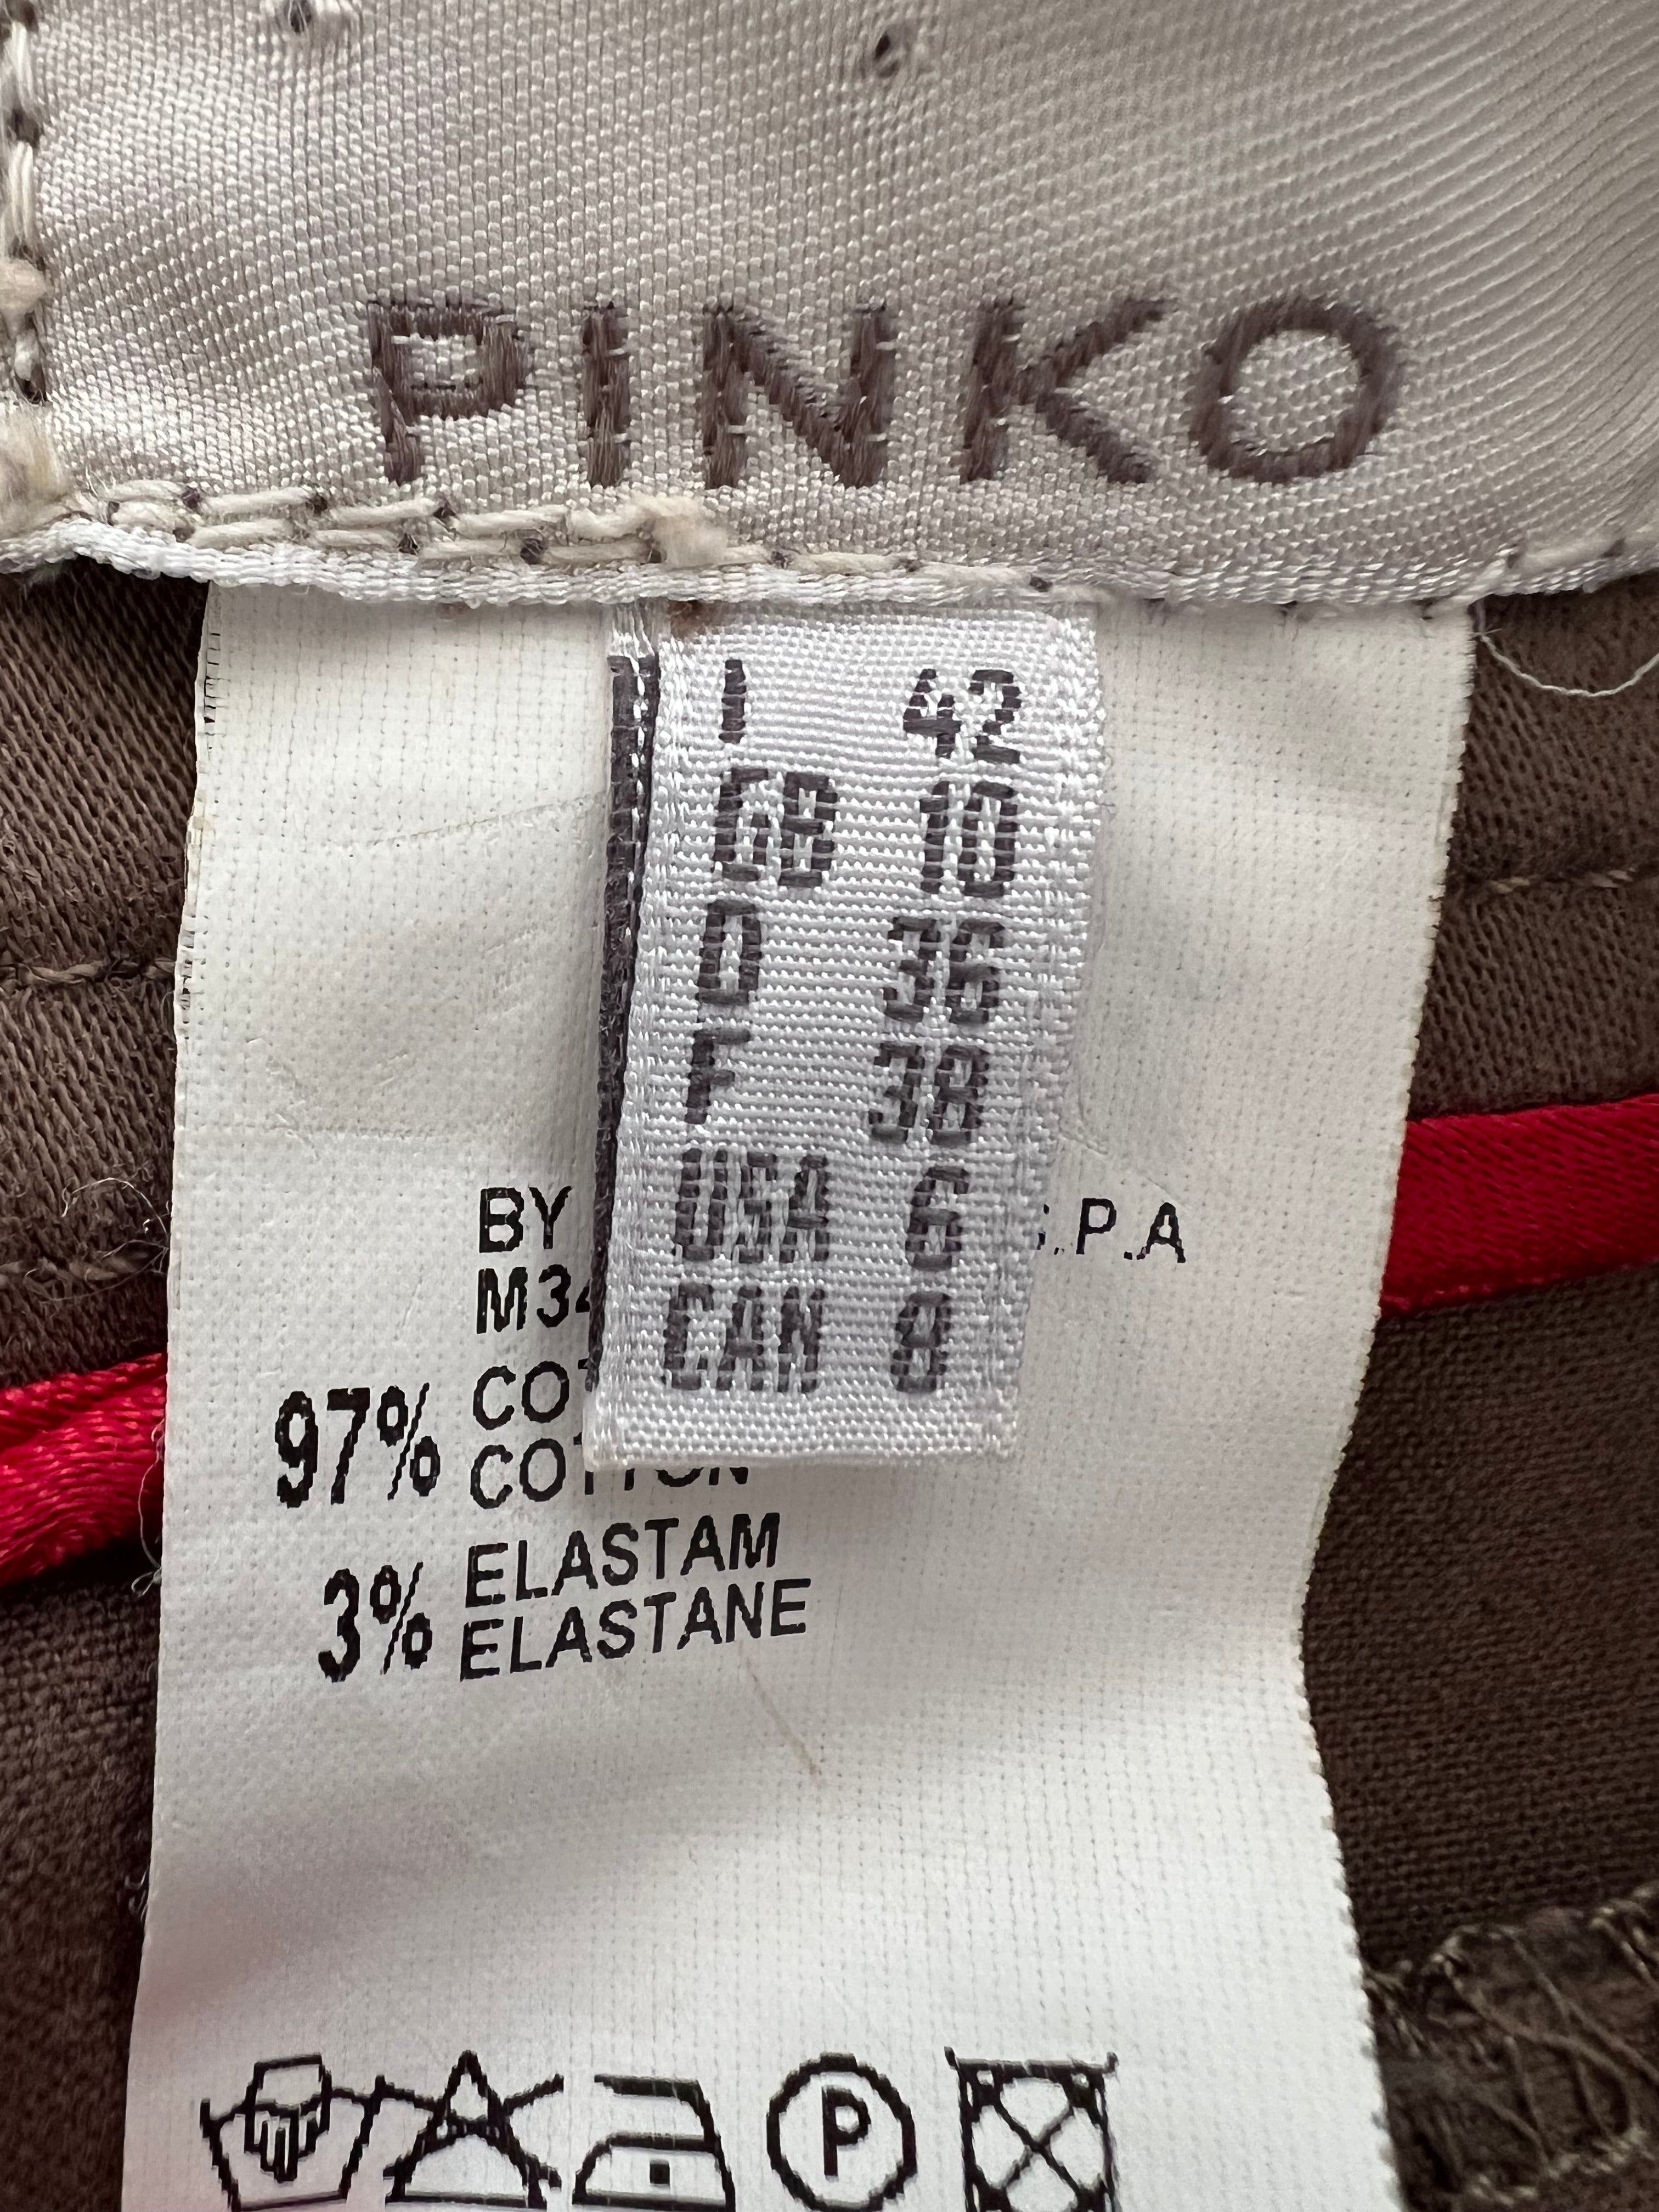 PINKO
I 42
GB 10
D 36
F 38
USA 6
CAN 8
BY S.P.A
M34
97% COT
COTTON
3% ELASTAM
ELASTANE
P